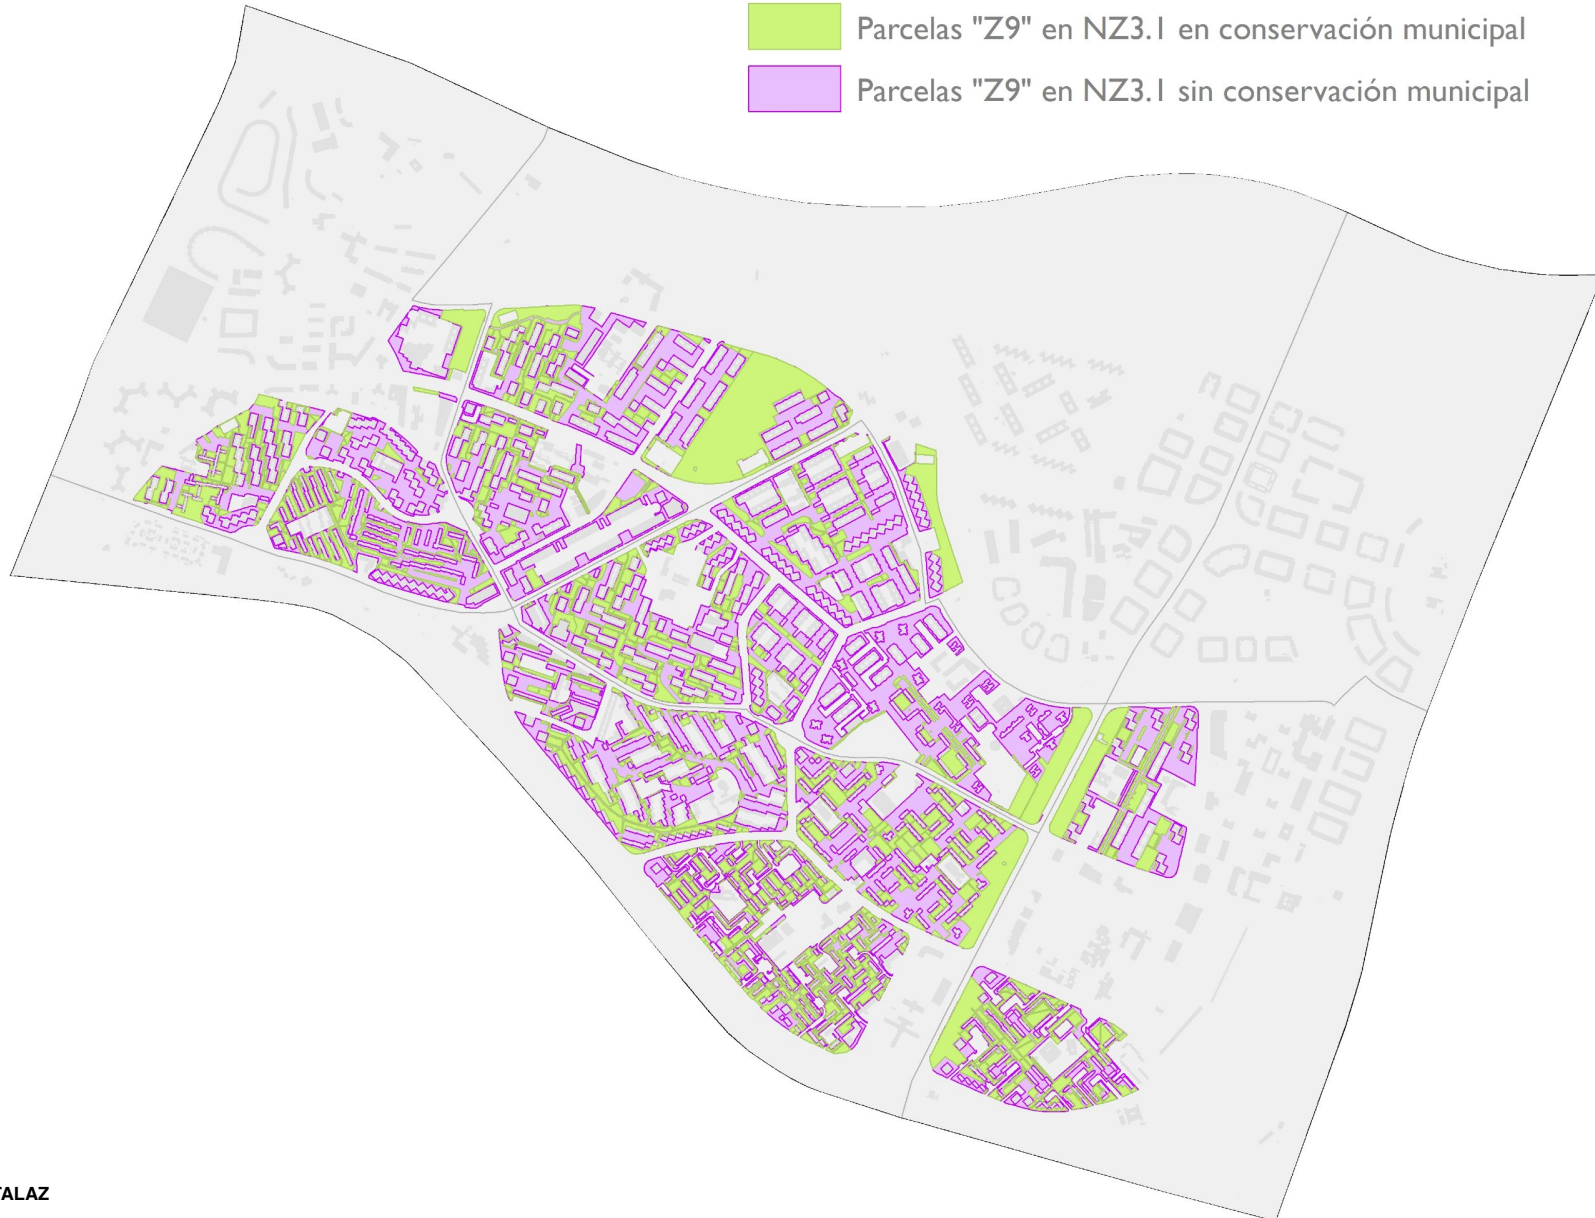 Parcelas "Z9" en NZ3.1 en conservación municipal
Parcelas "Z9" en NZ3.1 sin conservación municipal
TALAZ